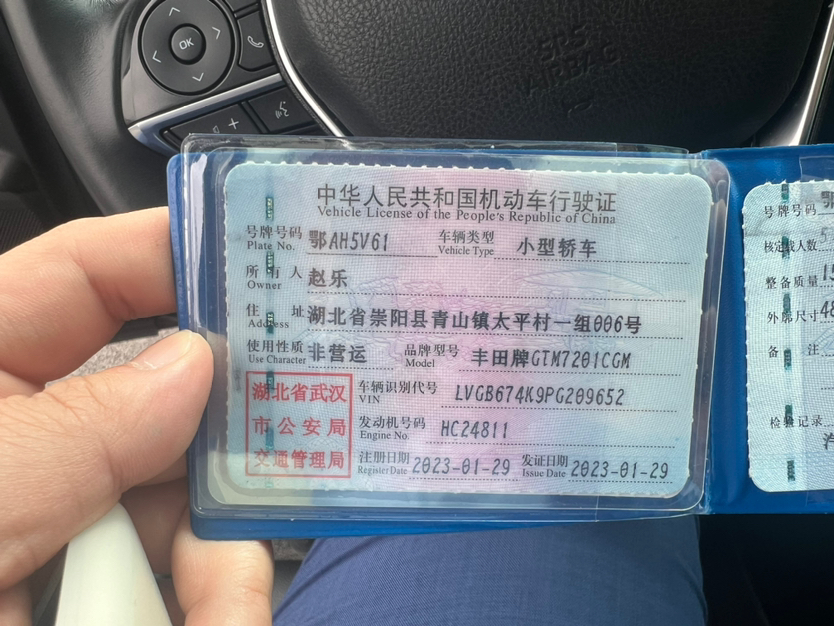 OK
SRS
AIRBAG
中华人民共和国机动车行驶证
Vehicle License of the People's Republic of China
号牌号码 鄂AH5V61 车辆类型 小型轿车
Plate No. Vehicle Type
所有人 赵乐
Owner
住址 湖北省崇阳县青山镇太平村一组006号
Address
使用性质 非营运 品牌型号 丰田牌GTM7201CGM
Use Character Model
湖北省武汉
市公安局
交通管理局
车辆识别代号 LVGB674K9PG209652
VIN
发动机号码 HC24811
Engine No.
注册日期 2023-01-29 发证日期 2023-01-29
Register Date Issue Date
号牌号码 鄂
核定载人数
整备质量
外廓尺寸 48
备注
检验记录